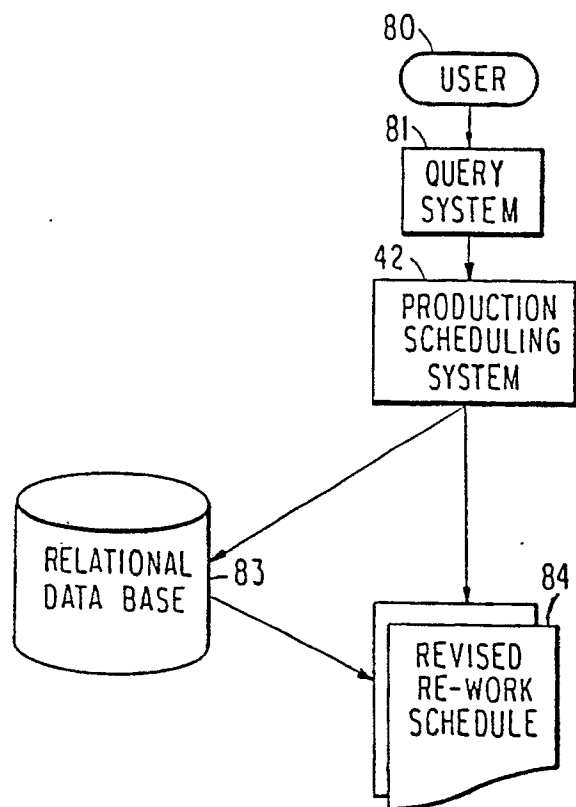 80
USER
81
QUERY
SYSTEM
42
PRODUCTION
SCHEDULING
SYSTEM
RELATIONAL
DATA BASE
83
84
REVISED
RE-WORK
SCHEDULE